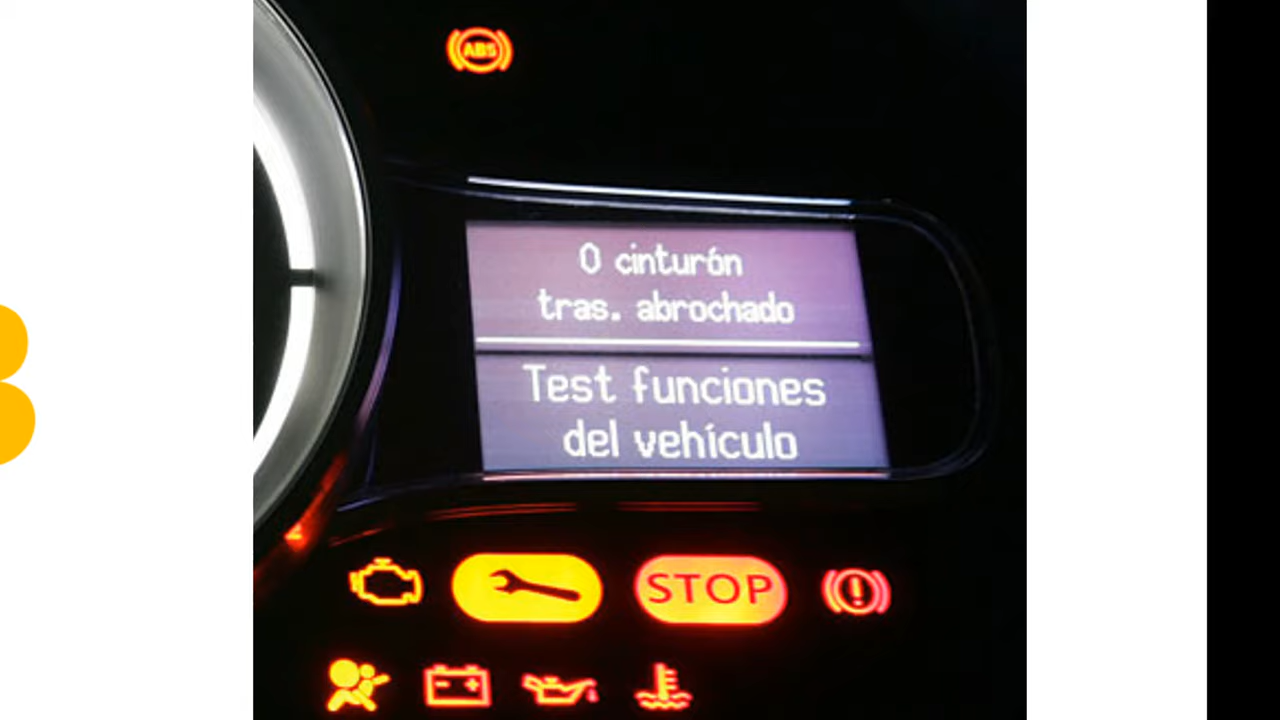 ABS
0 cinturón
tras. abrochado
Test funciones
del vehículo
STOP